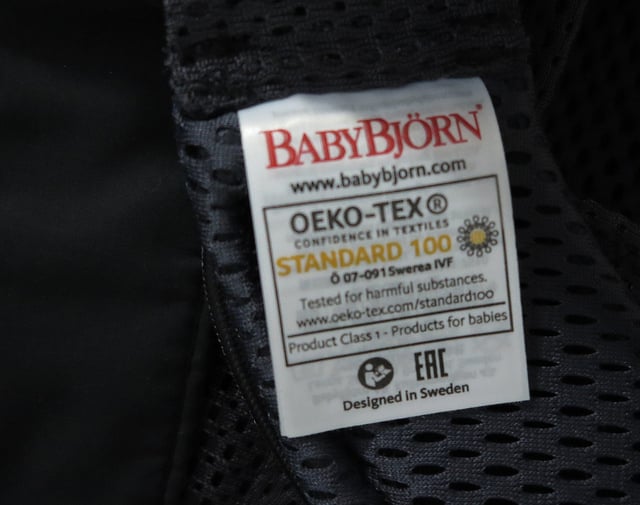 BABYBJÖRN®
www.babybjorn.com
OEKO-TEX®
CONFIDENCE IN TEXTILES
STANDARD 100
Ö 07-091 Swerea IVF
Tested for harmful substances.
www.oeko-tex.com/standard100
Product Class 1 - Products for babies
EAC
Designed in Sweden